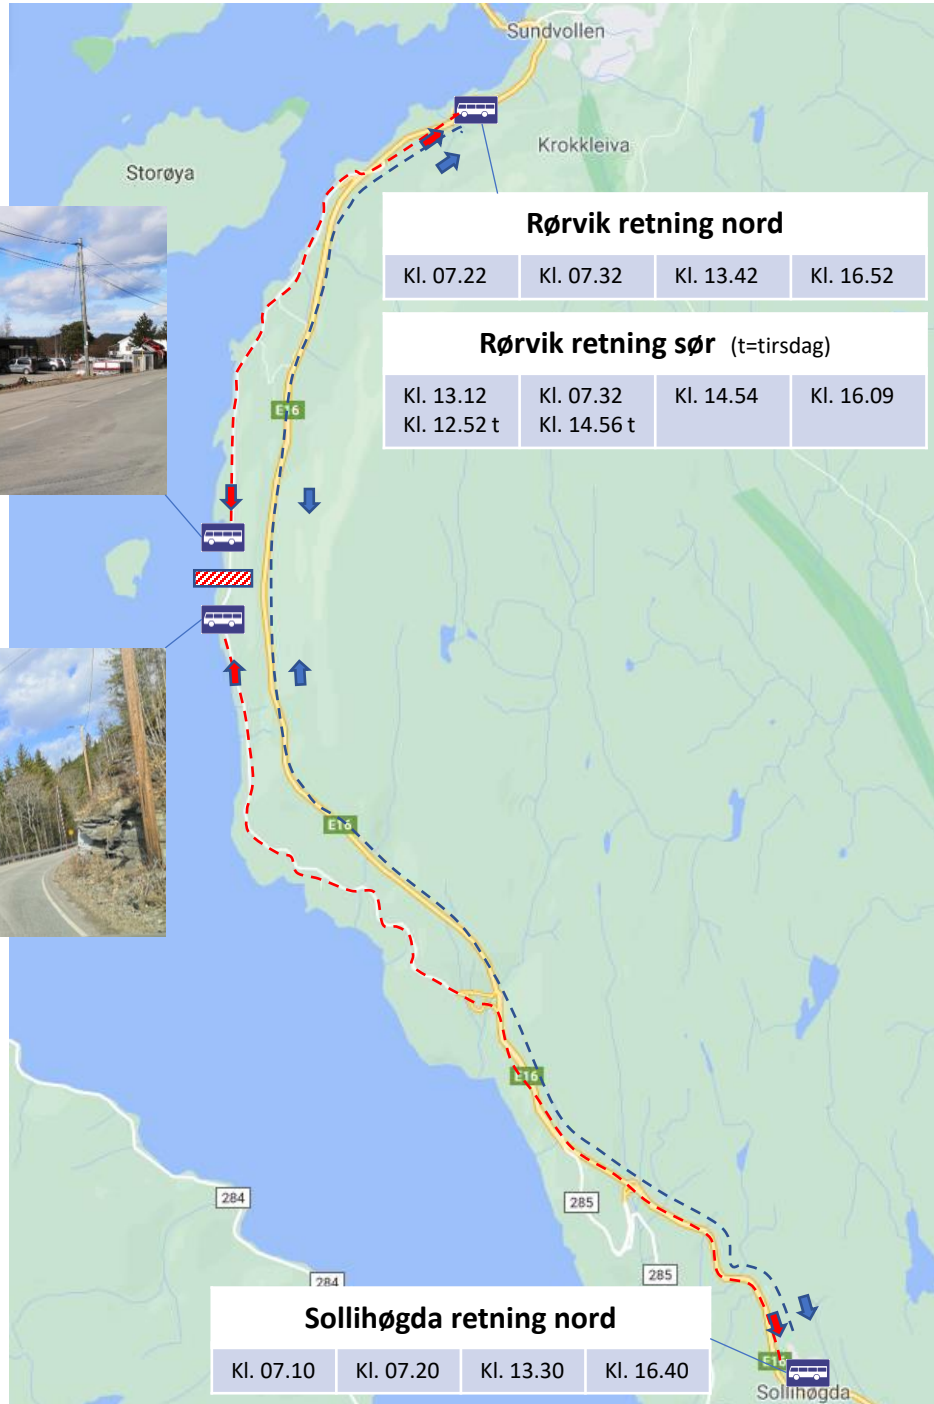 Sundvollen
Krokkleiva
Storøya
Rørvik retning nord
Kl. 07.22 Kl. 07.32 Kl. 13.42 Kl. 16.52
Rørvik retning sør (t=tirsdag)
Kl. 13.12 Kl. 07.32 Kl. 14.54 Kl. 16.09
Kl. 12.52 t Kl. 14.56 t
E16
E16
E16
284
285
284
285
Sollihøgda retning nord
Kl. 07.10 Kl. 07.20 Kl. 13.30 Kl. 16.40
E16
Sollihøgda